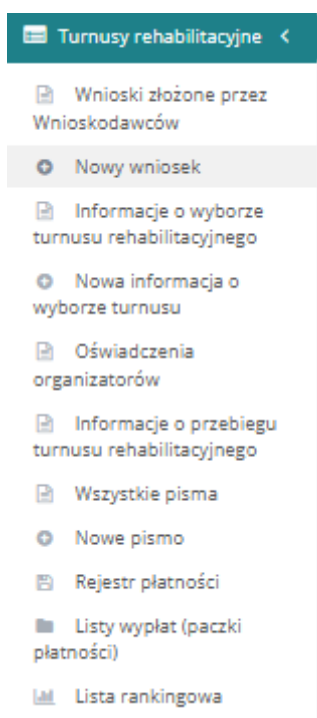 Turnusy rehabilitacyjne
Wnioski złożone przez
Wnioskodawców
Nowy wniosek
Informacje o wyborze
turnusu rehabilitacyjnego
Nowa informacja o
wyborze turnusu
Oświadczenia
organizatorów
Informacje o przebiegu
turnusu rehabilitacyjnego
Wszystkie pisma
Nowe pismo
Rejestr płatności
Listy wypłat (paczki
płatności)
Lista rankingowa